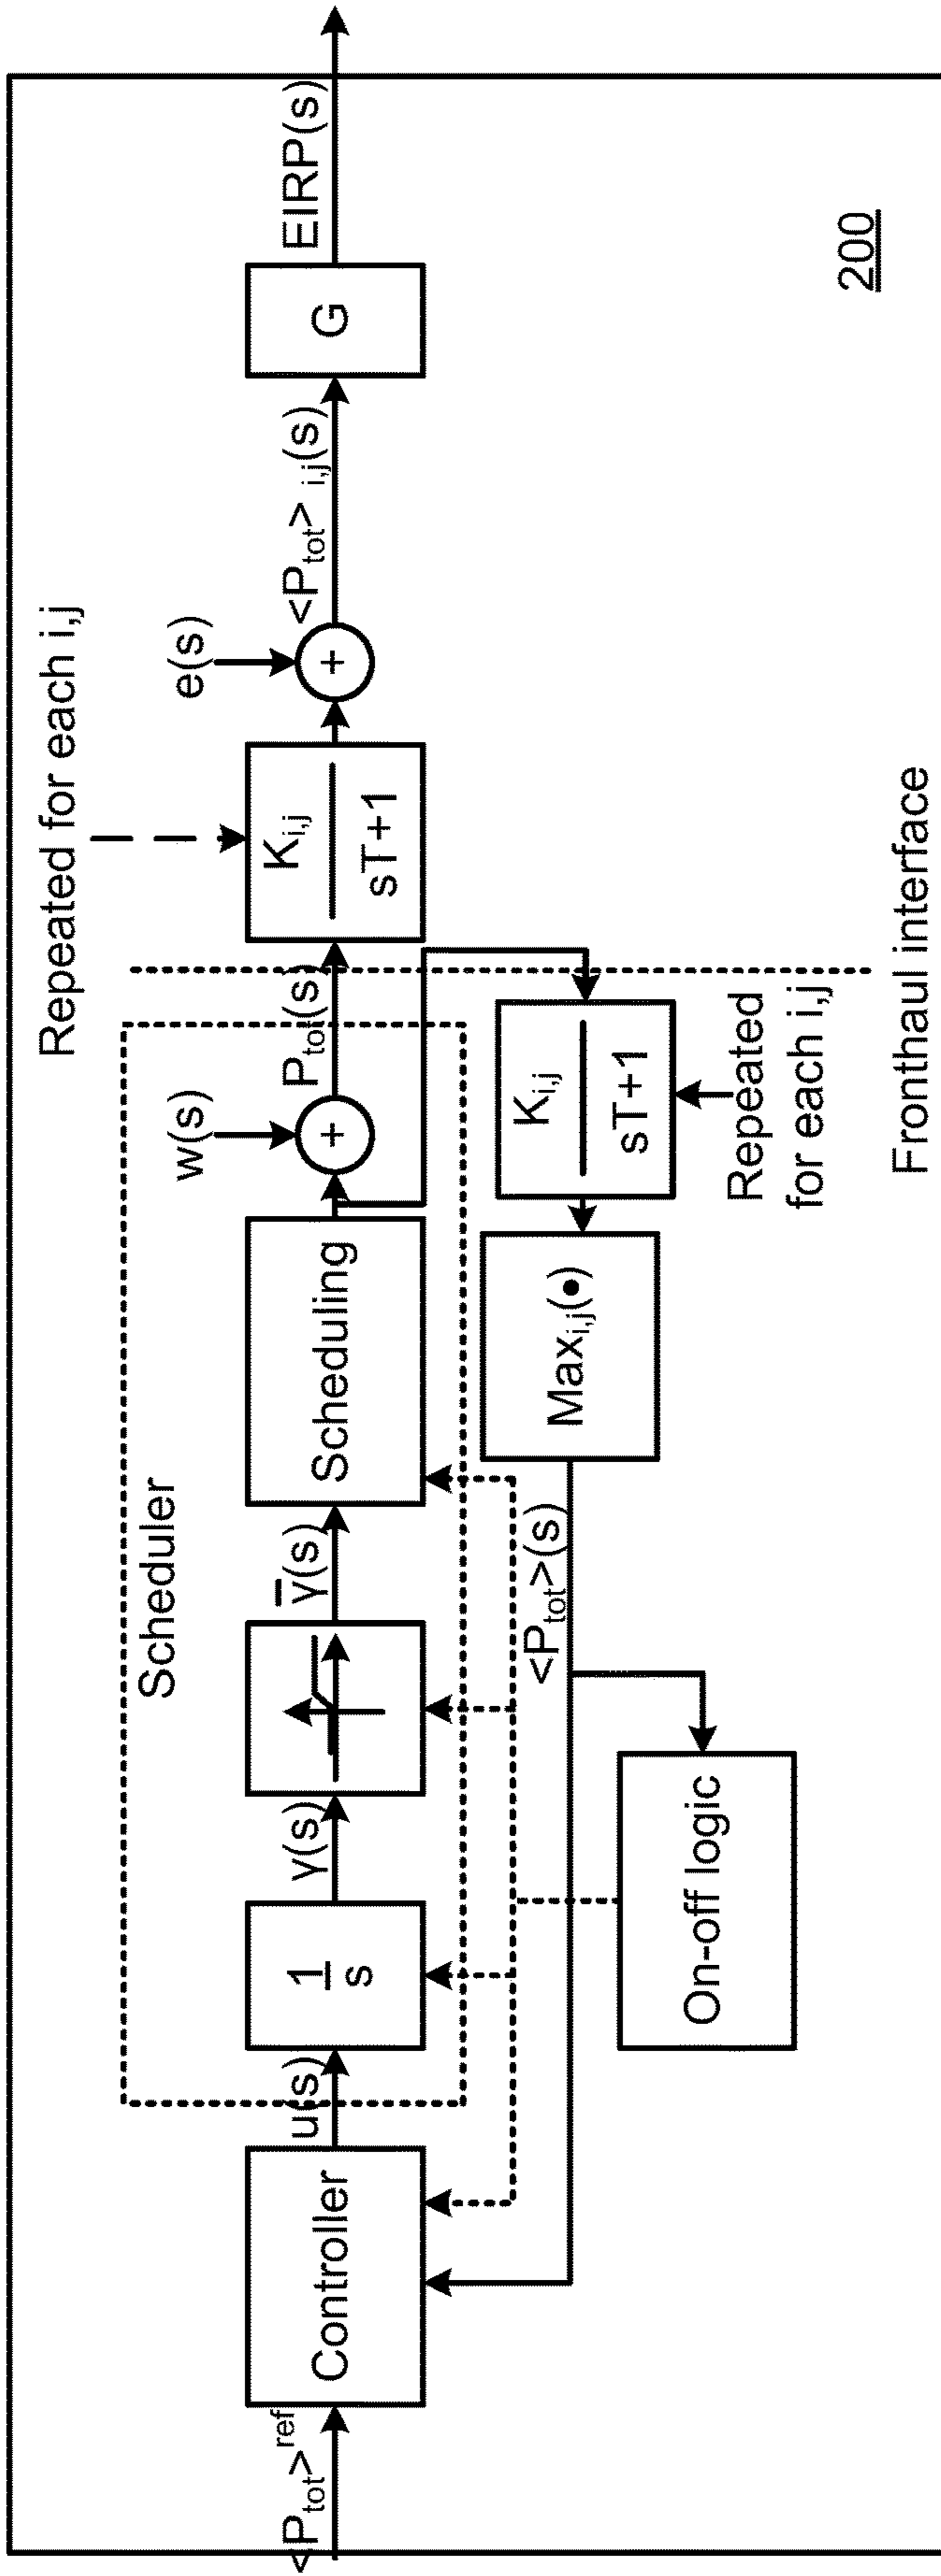 Repeated for each i,j
Scheduler
w(s)
e(s)
<P_tot>^ref
Controller
u(s)
1
s
γ(s)
γ̄(s)
Scheduling
+
P_tot(s)
K_i,j
sT+1
+
<P_tot>_i,j(s)
G
EIRP(s)
<P_tot>(s)
Max_i,j(•)
K_i,j
sT+1
On-off logic
Repeated
for each i,j
Fronthaul interface
200